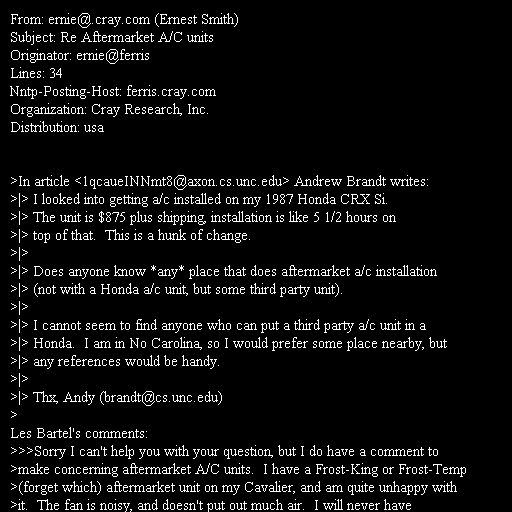 From: ernie@.cray.com (Ernest Smith)
Subject: Re Aftermarket A/C units
Originator: ernie@ferris
Lines: 34
Nntp-Posting-Host: ferris.cray.com
Organization: Cray Research, Inc.
Distribution: usa
>In article <1qcaueINNmt8@axon.cs.unc.edu> Andrew Brandt writes:
>|> I looked into getting a/c installed on my 1987 Honda CRX Si.
>|> The unit is $875 plus shipping, installation is like 5 1/2 hours on
>|> top of that.  This is a hunk of change.
>|>
>|> Does anyone know *any* place that does aftermarket a/c installation
>|> (not with a Honda a/c unit, but some third party unit).
>|>
>|> I cannot seem to find anyone who can put a third party a/c unit in a
>|> Honda.  I am in No Carolina, so I would prefer some place nearby, but
>|> any references would be handy.
>|>
>|> Thx, Andy (brandt@cs.unc.edu)
>
Les Bartel's comments:
>>>Sorry I can't help you with your question, but I do have a comment to
>make concerning aftermarket A/C units.  I have a Frost-King or Frost-Temp
>(forget which) aftermarket unit on my Cavalier, and am quite unhappy with
>it.  The fan is noisy, and doesn't put out much air.  I will never have